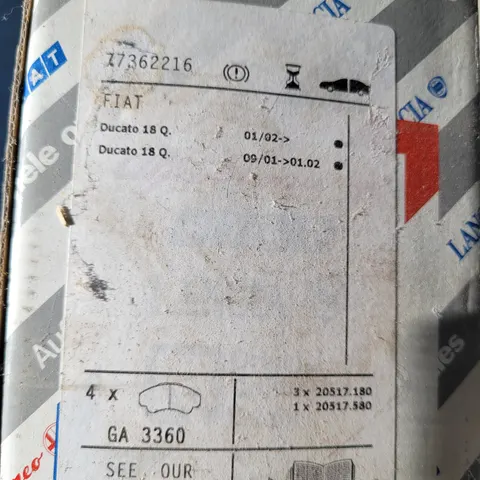 77362216
FIAT
Ducato 18 Q. 01/02->
Ducato 18 Q. 09/01->01.02
4 x
3 x 20517.180
1 x 20517.580
GA 3360
SEE OUR